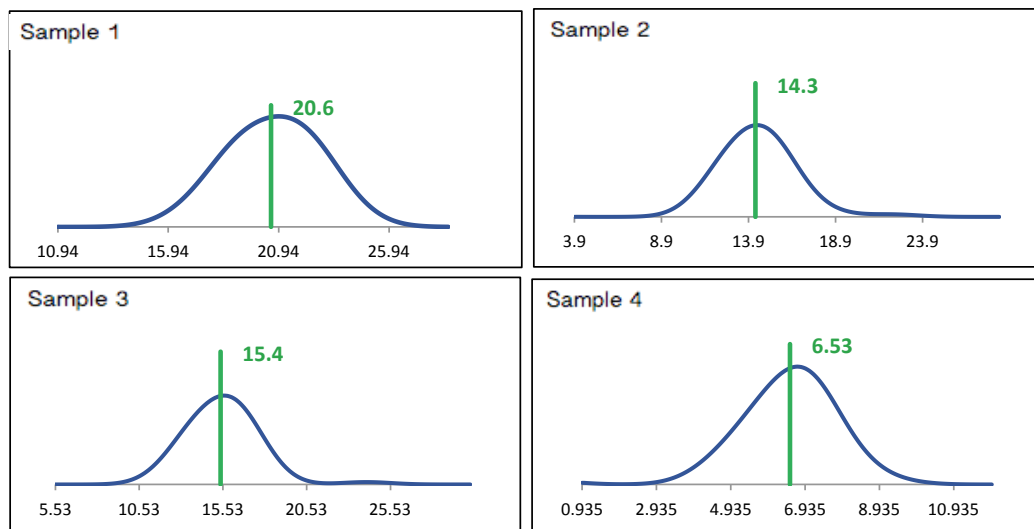 Sample 1
20.6
10.94 15.94 20.94 25.94
Sample 2
14.3
3.9 8.9 13.9 18.9 23.9
Sample 3
15.4
5.53 10.53 15.53 20.53 25.53
Sample 4
6.53
0.935 2.935 4.935 6.935 8.935 10.935